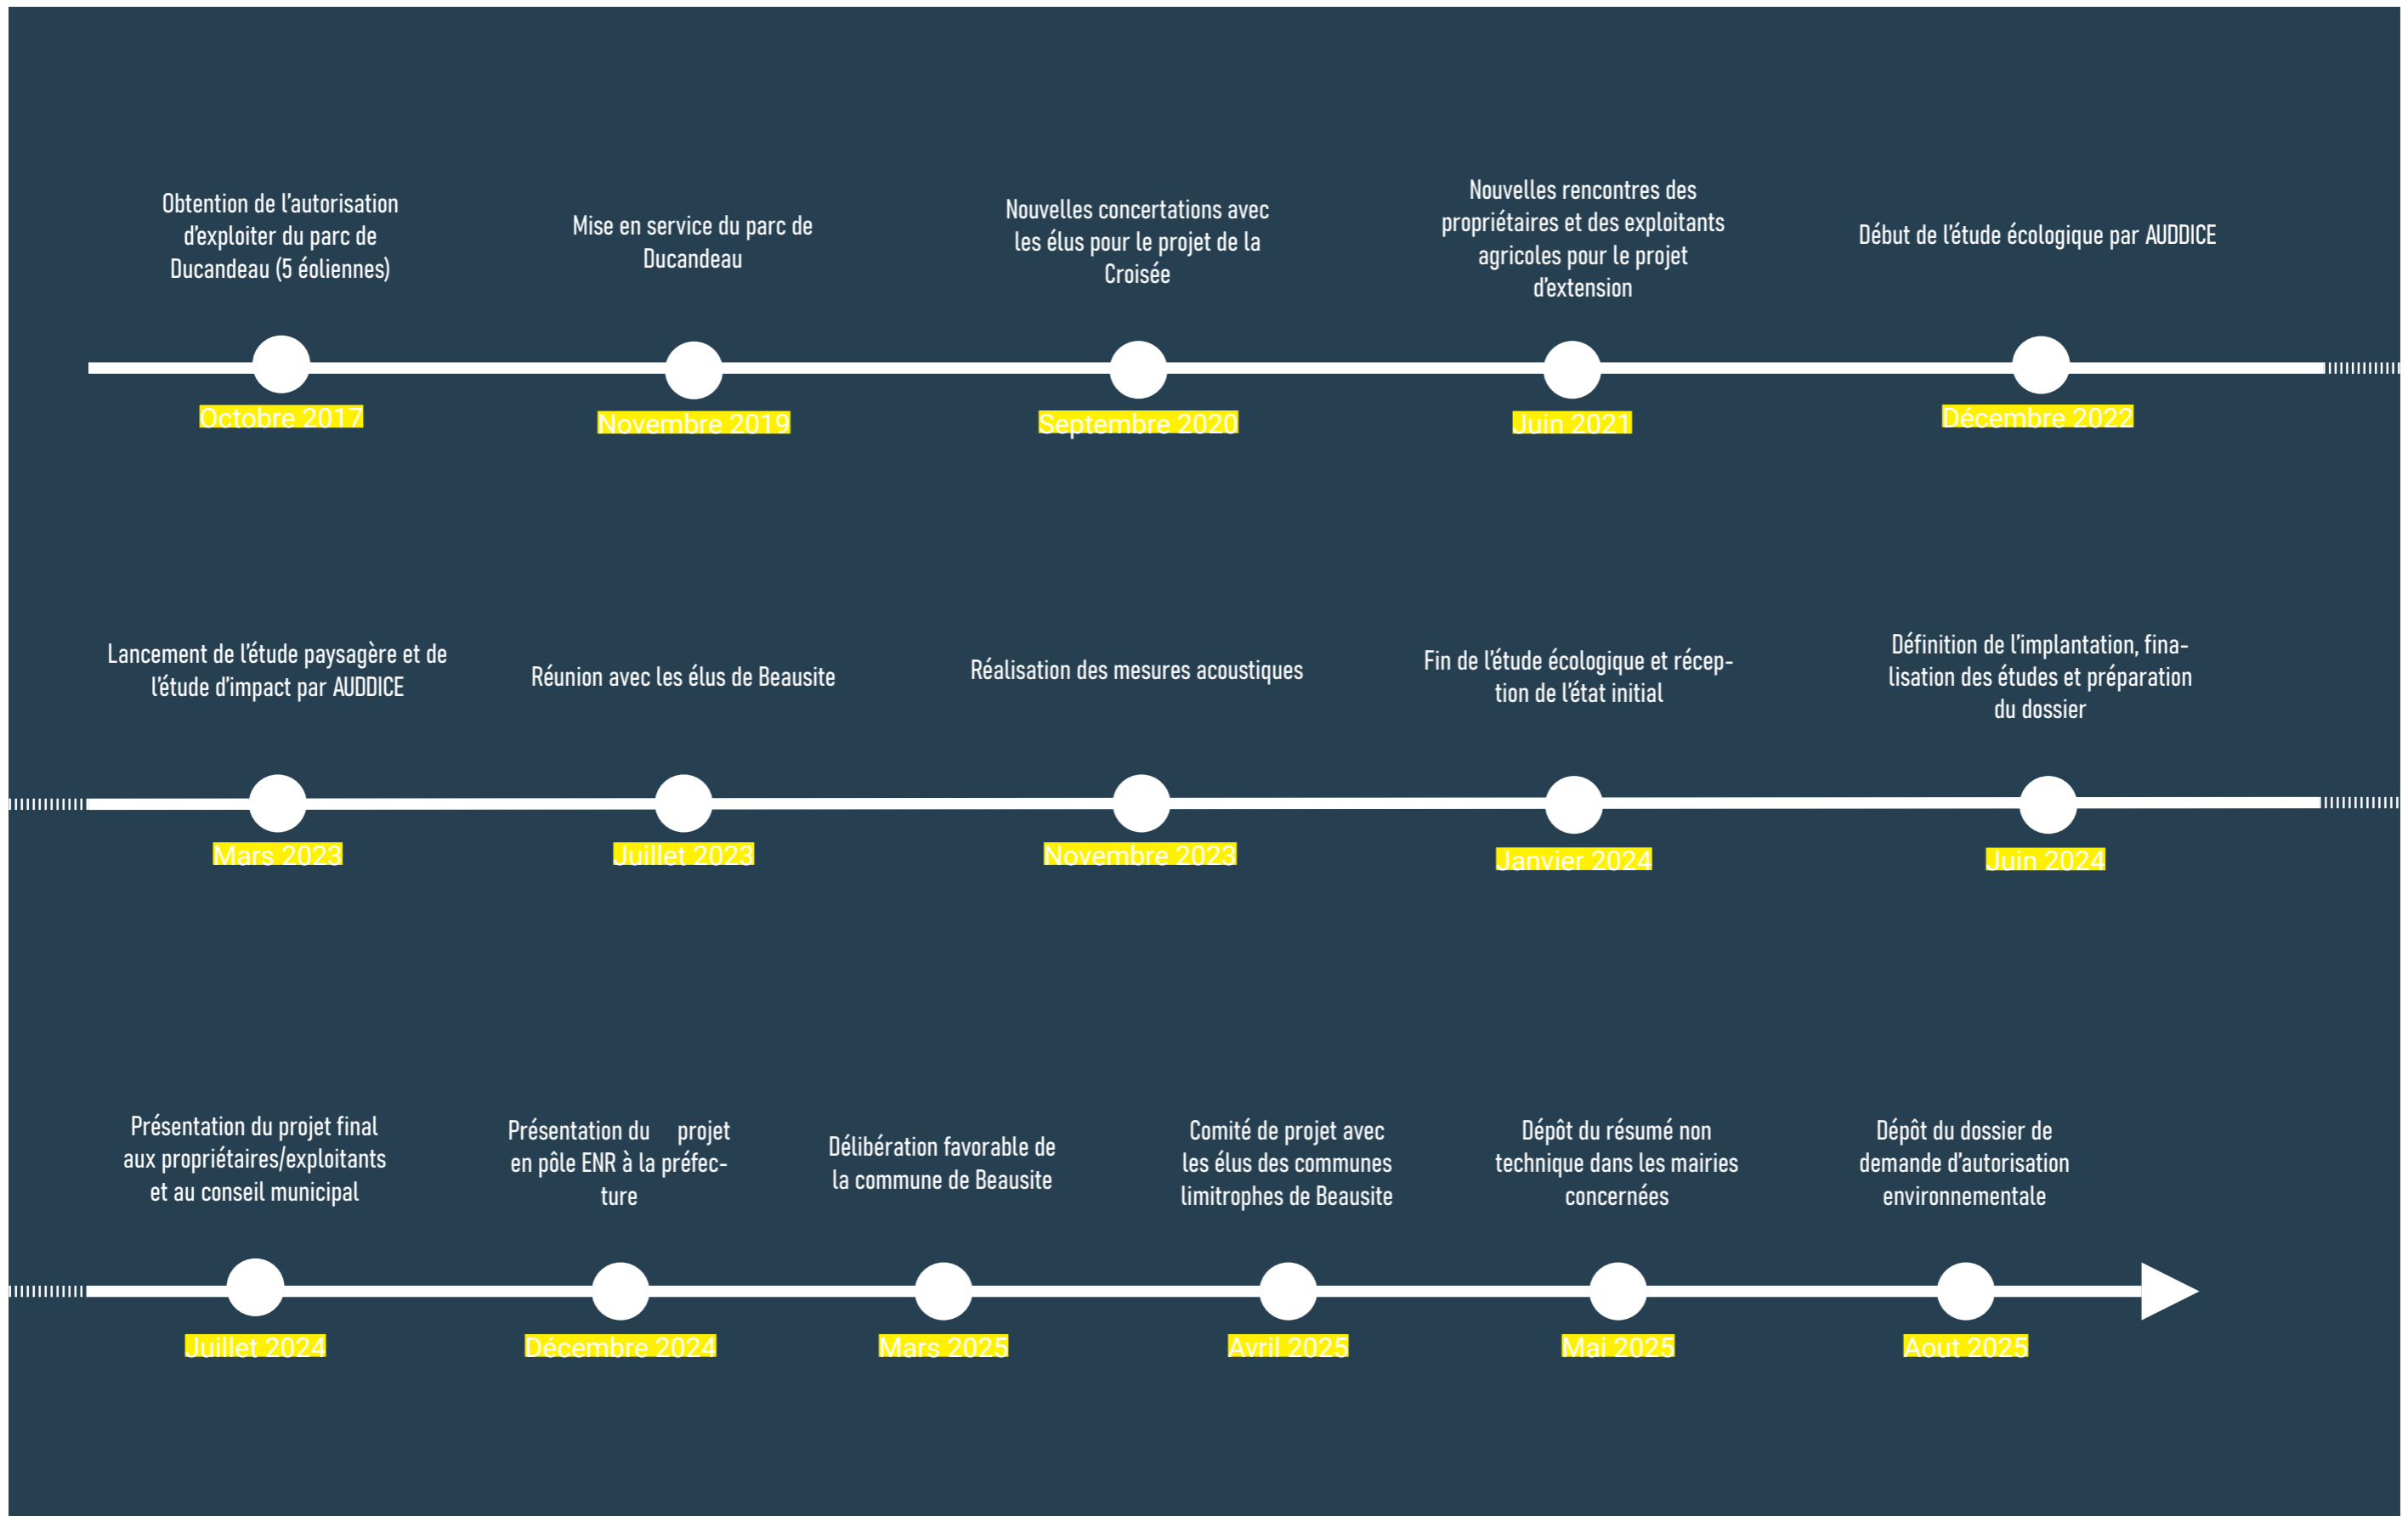 Obtention de l'autorisation
d'exploiter du parc de
Ducandeau (5 éoliennes)
Octobre 2017
Mise en service du parc de
Ducandeau
Novembre 2019
Nouvelles concertations avec
les élus pour le projet de la
Croisée
Septembre 2020
Nouvelles rencontres des
propriétaires et des exploitants
agricoles pour le projet
d'extension
Juin 2021
Début de l'étude écologique par AUDDICE
Décembre 2022
Lancement de l'étude paysagère et de
l'étude d'impact par AUDDICE
Mars 2023
Réunion avec les élus de Beausite
Juillet 2023
Réalisation des mesures acoustiques
Novembre 2023
Fin de l'étude écologique et récep-
tion de l'état initial
Janvier 2024
Définition de l'implantation, fina-
lisation des études et préparation
du dossier
Juin 2024
Présentation du projet final
aux propriétaires/exploitants
et au conseil municipal
Juillet 2024
Présentation du projet
en pôle ENR à la préfec-
ture
Décembre 2024
Délibération favorable de
la commune de Beausite
Mars 2025
Comité de projet avec
les élus des communes
limitrophes de Beausite
Avril 2025
Dépôt du résumé non
technique dans les mairies
concernées
Mai 2025
Dépôt du dossier de
demande d'autorisation
environnementale
Aout 2025